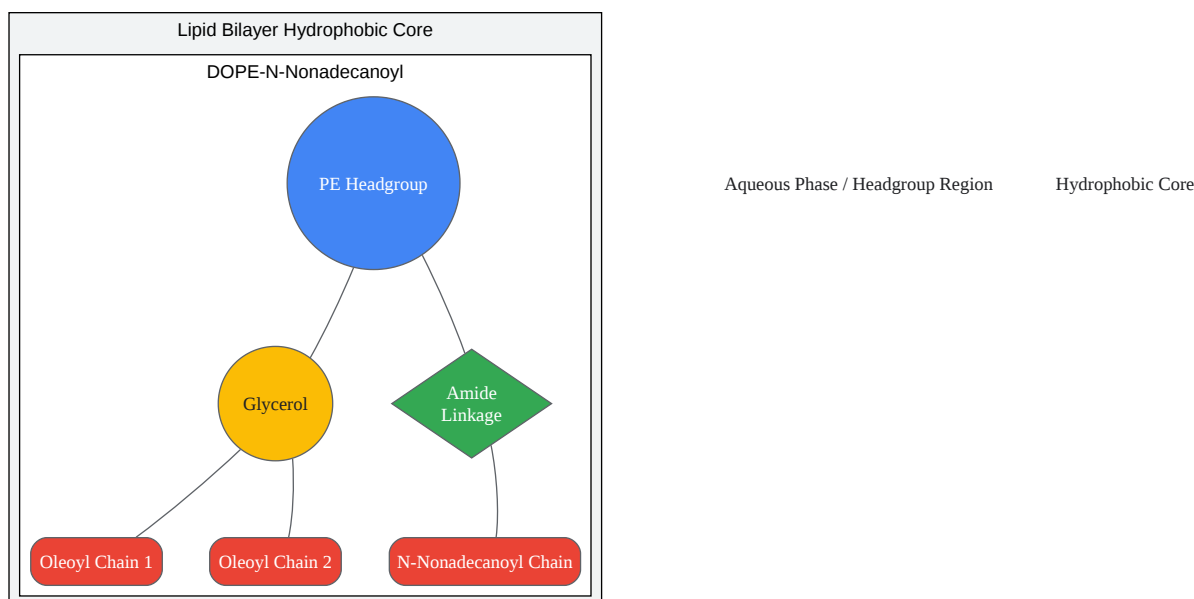 Lipid Bilayer Hydrophobic Core
DOPE-N-Nonadecanoyl
PE Headgroup
Aqueous Phase / Headgroup Region
Hydrophobic Core
Glycerol
Amide
Linkage
Oleoyl Chain 1
Oleoyl Chain 2
N-Nonadecanoyl Chain